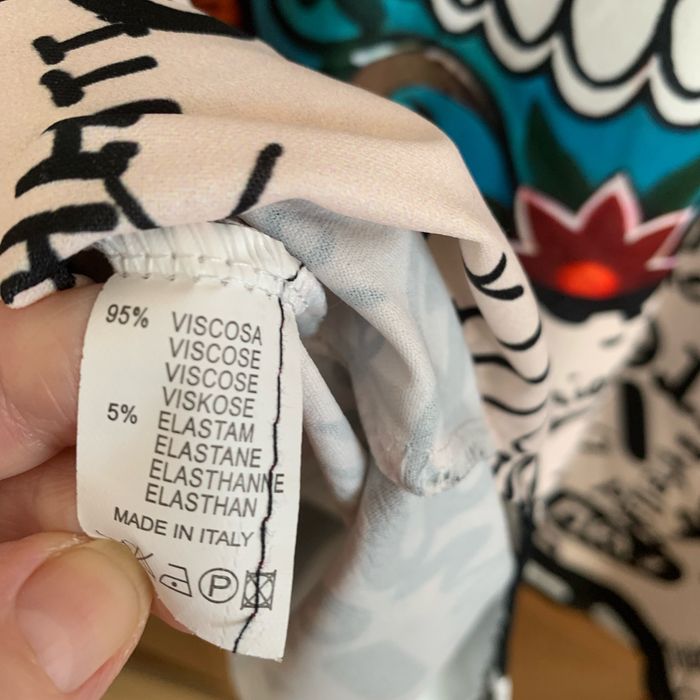 95% VISCOSA
VISCOSE
VISCOSE
VISKOSE
5% ELASTAM
ELASTANE
ELASTHANNE
ELASTHAN
MADE IN ITALY
P